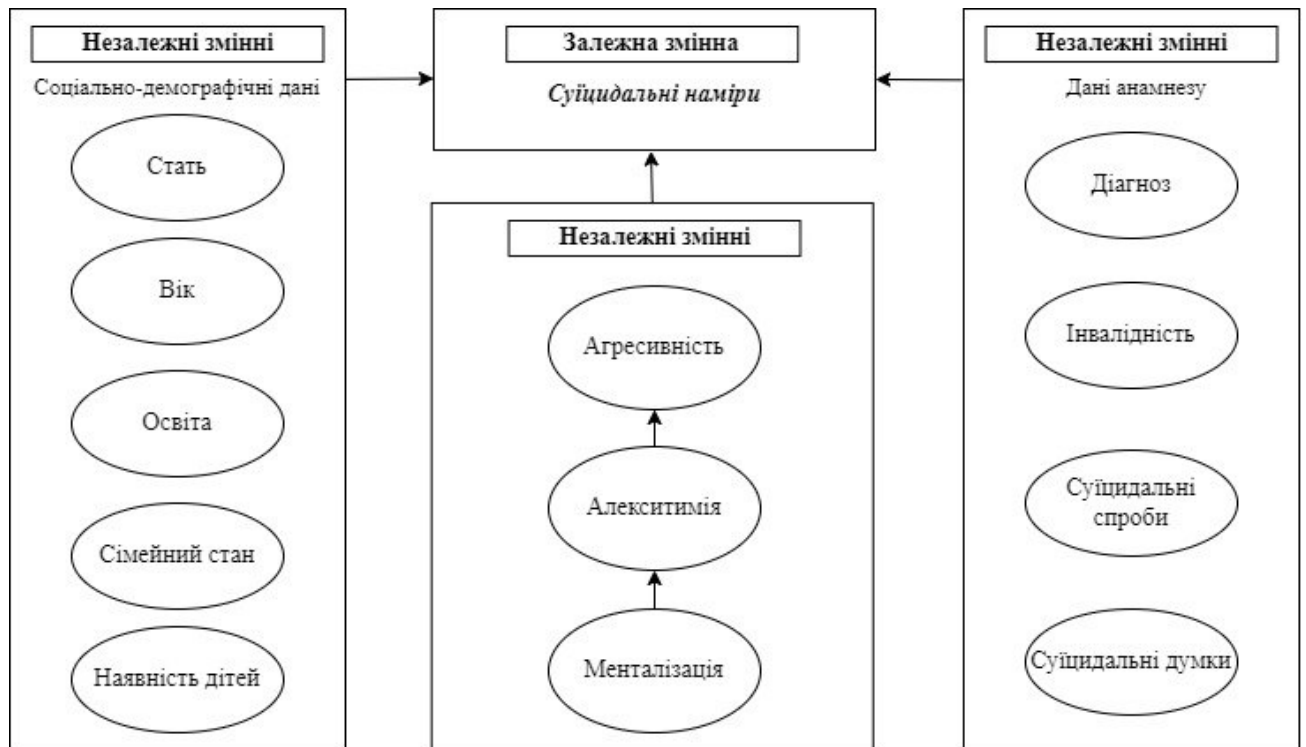 Незалежні змінні
Соціально-демографічні дані
Стать
Вік
Освіта
Сімейний стан
Наявність дітей
Залежна змінна
Суїцидальні наміри
Незалежні змінні
Агресивність
Алекситимія
Менталізація
Незалежні змінні
Дані анамнезу
Діагноз
Інвалідність
Суїцидальні
спроби
Суїцидальні думки